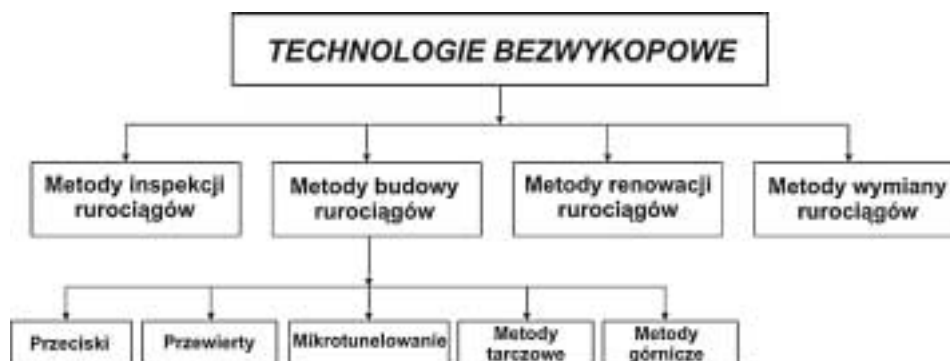 TECHNOLOGIE BEZWYKOPOWE
Metody inspekcji
rurociągów
Metody budowy
rurociągów
Metody renowacji
rurociągów
Metody wymiany
rurociągów
Przeciski
Przewierty
Mikrotunelowanie
Metody
tarczowe
Metody
górnicze